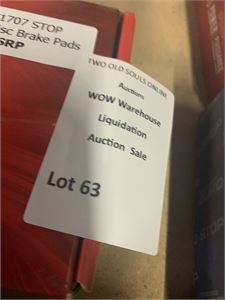 1707 STOP
sc Brake Pads
SRP
TWO OLD SOULS ONLINE
Auctions
WOW Warehouse
Liquidation
Auction Sale
Lot 63